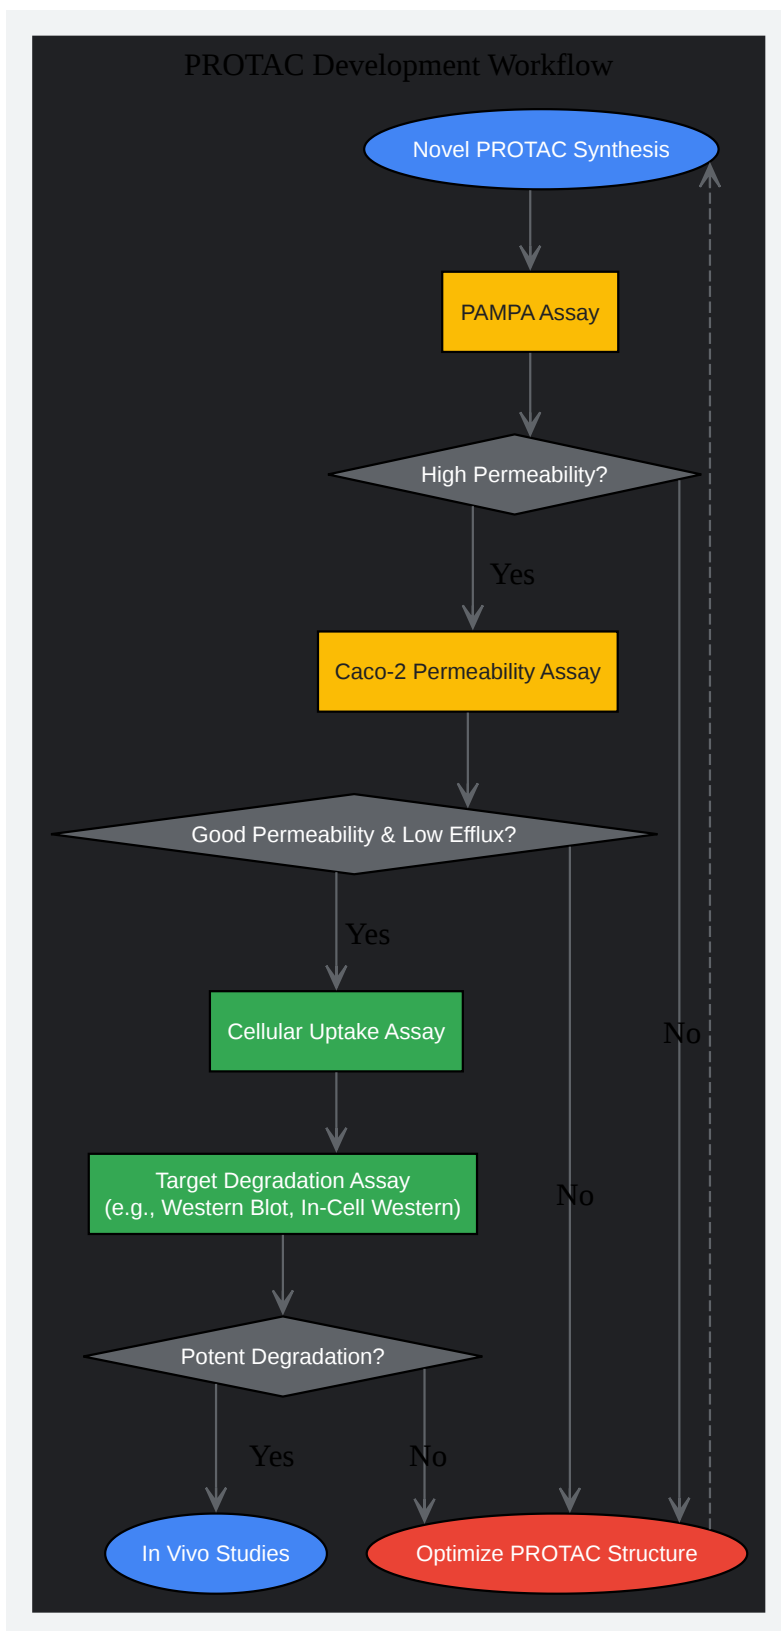 PROTAC Development Workflow
Novel PROTAC Synthesis
PAMPA Assay
High Permeability?
Yes
Caco-2 Permeability Assay
Good Permeability & Low Efflux?
Yes
Cellular Uptake Assay
No
Target Degradation Assay
(e.g., Western Blot, In-Cell Western)
No
Potent Degradation?
Yes
No
In Vivo Studies
Optimize PROTAC Structure